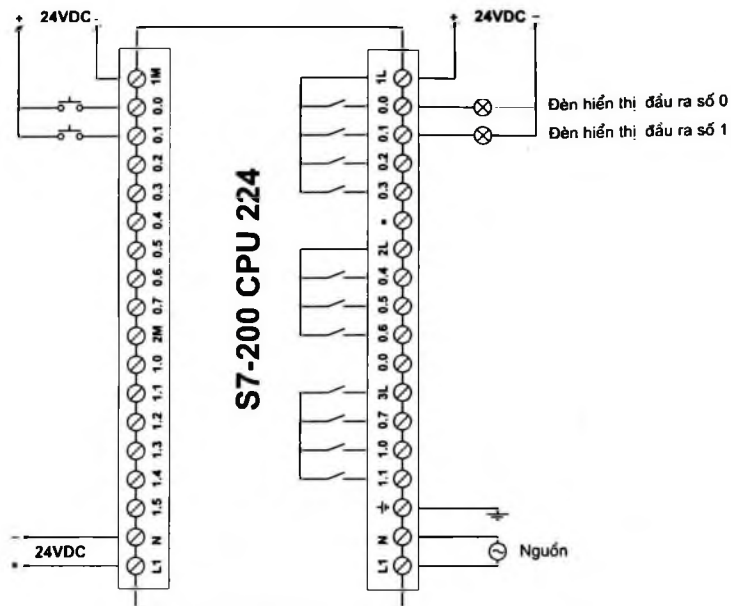 + 24VDC -
+ 24VDC -
1M
0.0
0.1
0.2
0.3
0.4
0.5
0.6
0.7
2M
1.0
1.1
1.2
1.3
1.4
1.5
N
L1
- 
24VDC
S7-200 CPU 224
1L
0.0
0.1
0.2
0.3
2L
0.4
0.5
0.6
0.0
3L
0.7
1.0
1.1
N
L1
Đèn hiển thị đầu ra số 0
Đèn hiển thị đầu ra số 1
Nguồn